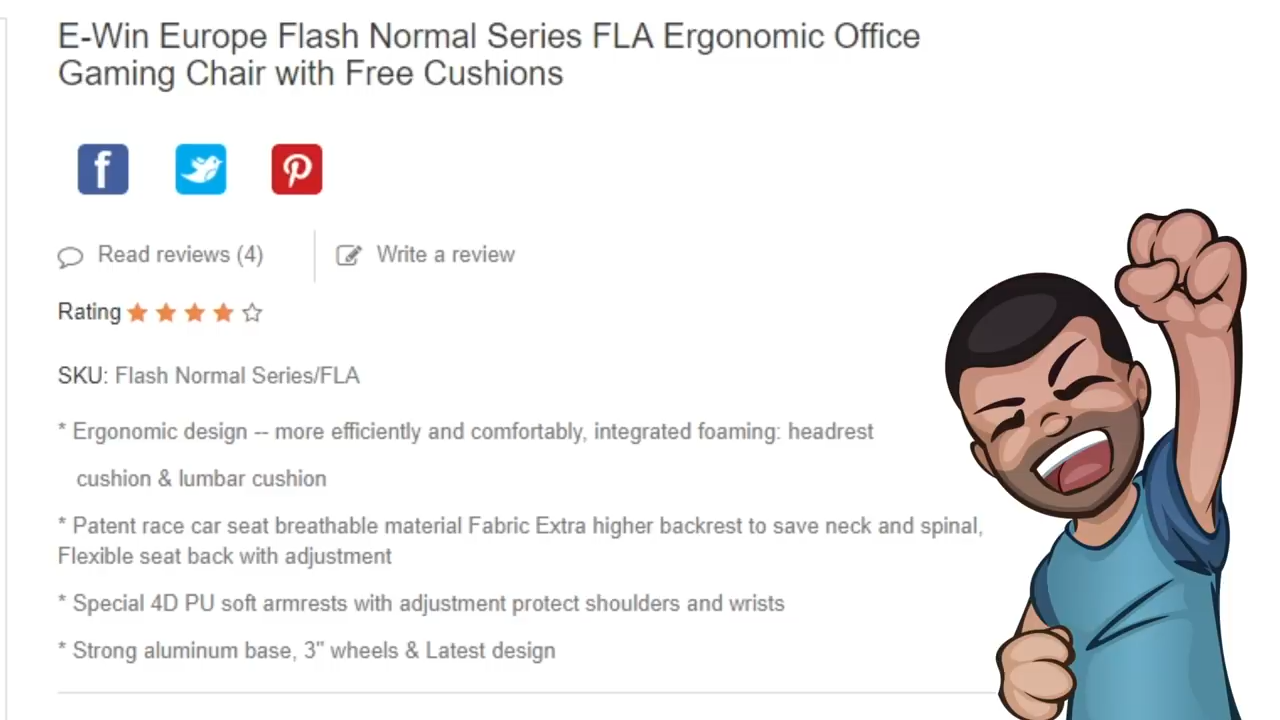 E-Win Europe Flash Normal Series FLA Ergonomic Office
Gaming Chair with Free Cushions
Read reviews (4)
Write a review
Rating
SKU: Flash Normal Series/FLA
* Ergonomic design -- more efficiently and comfortably, integrated foaming: headrest
cushion & lumbar cushion
* Patent race car seat breathable material Fabric Extra higher backrest to save neck and spinal,
Flexible seat back with adjustment
* Special 4D PU soft armrests with adjustment protect shoulders and wrists
* Strong aluminum base, 3" wheels & Latest design